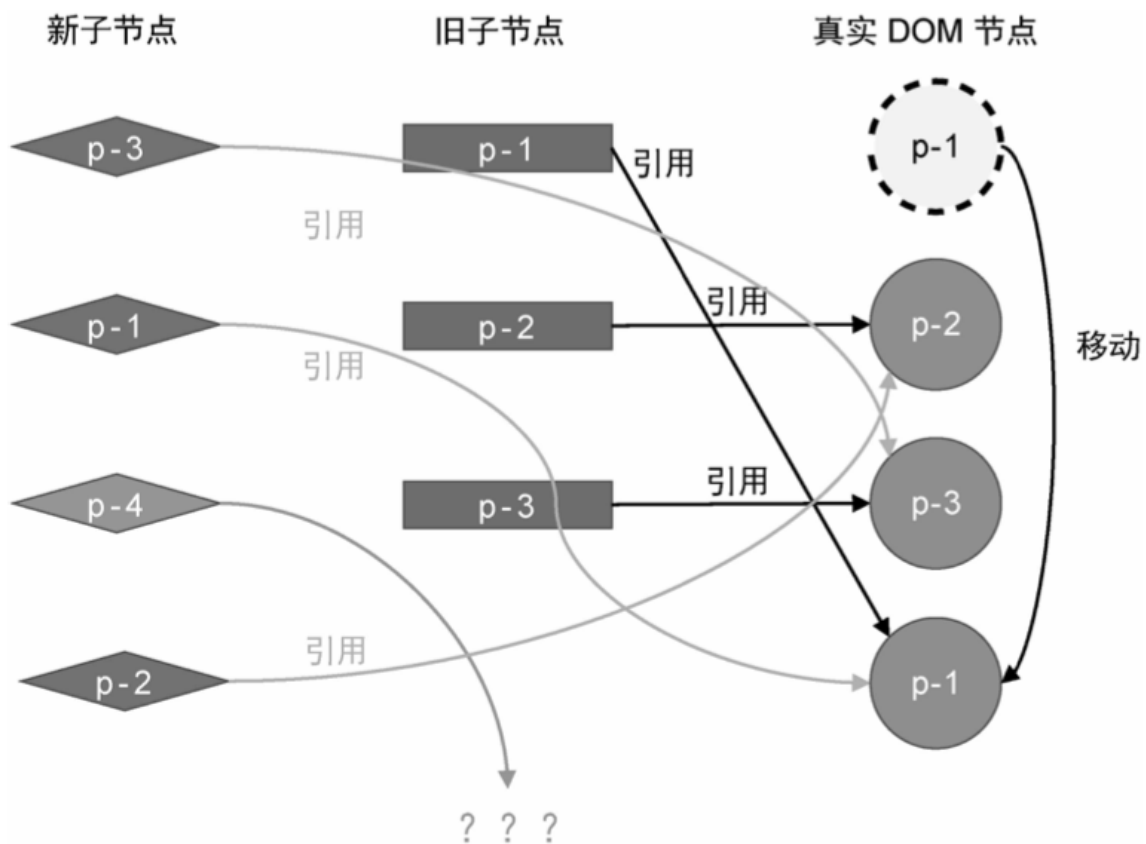 新子节点 旧子节点 真实 DOM 节点
p-3 p-1 引用 p-1
引用
p-1 p-2 引用 p-2
引用 移动
p-4 p-3 引用 p-3
引用
p-2 p-1
? ? ?